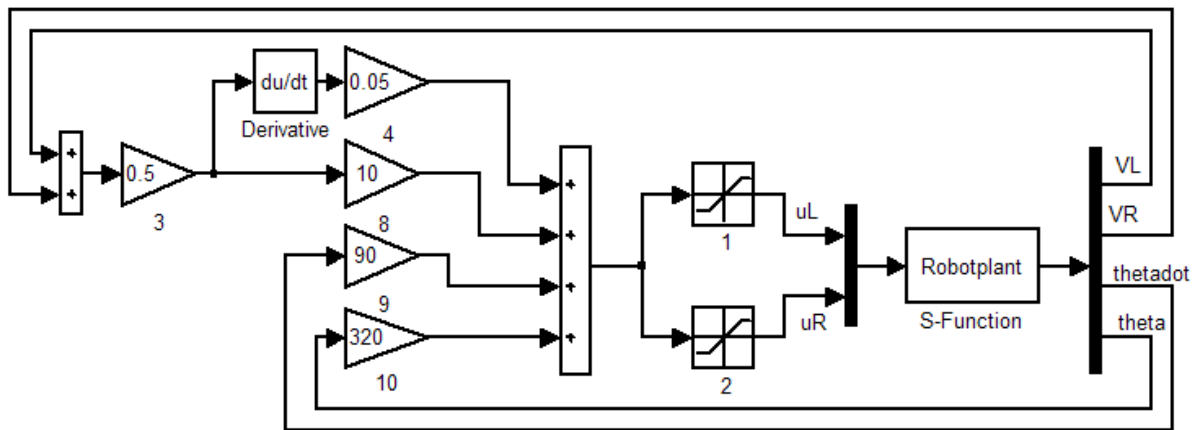 du/dt
0.05
Derivative
4
+
+
0.5
3
10
8
90
9
320
10
+
+
+
+
1
2
uL
uR
Robotplant
S-Function
VL
VR
thetadot
theta